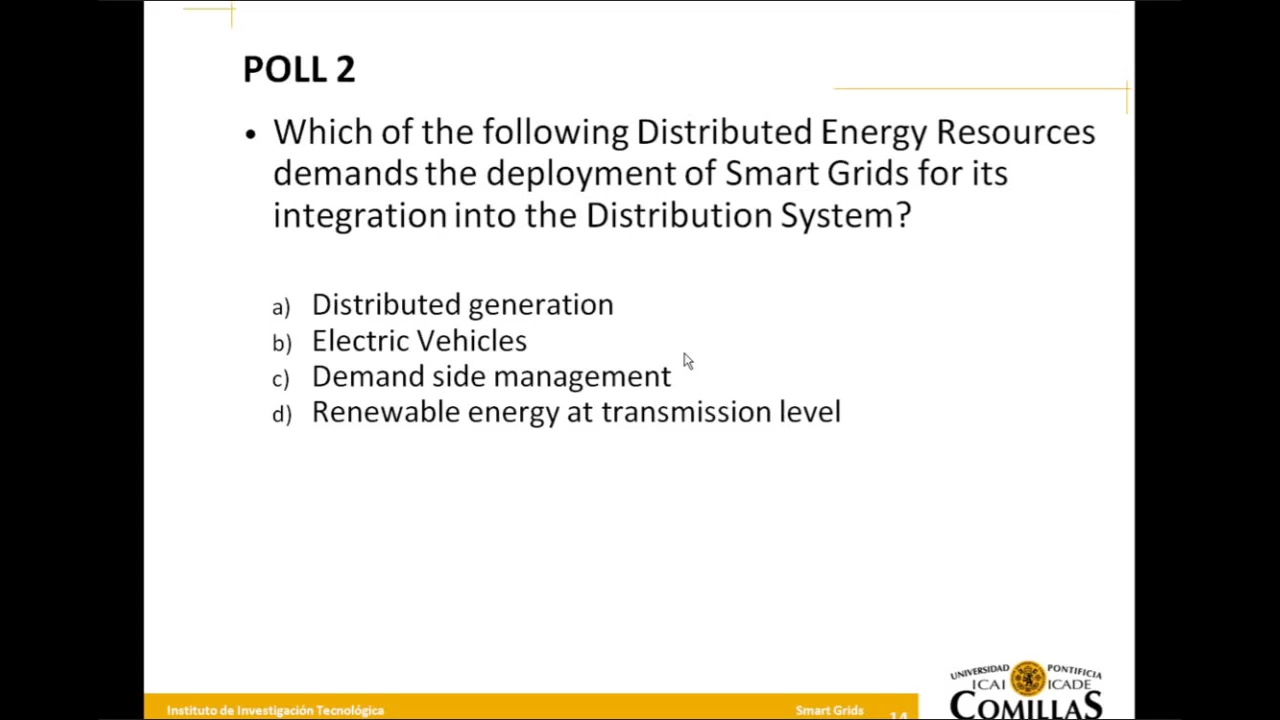 POLL 2
• Which of the following Distributed Energy Resources
demands the deployment of Smart Grids for its
integration into the Distribution System?
a) Distributed generation
b) Electric Vehicles
c) Demand side management
d) Renewable energy at transmission level
UNIVERSIDAD PONTIFICIA
ICAI ICADE
COMILLAS
Instituto de Investigación Tecnológica
Smart Grids 14